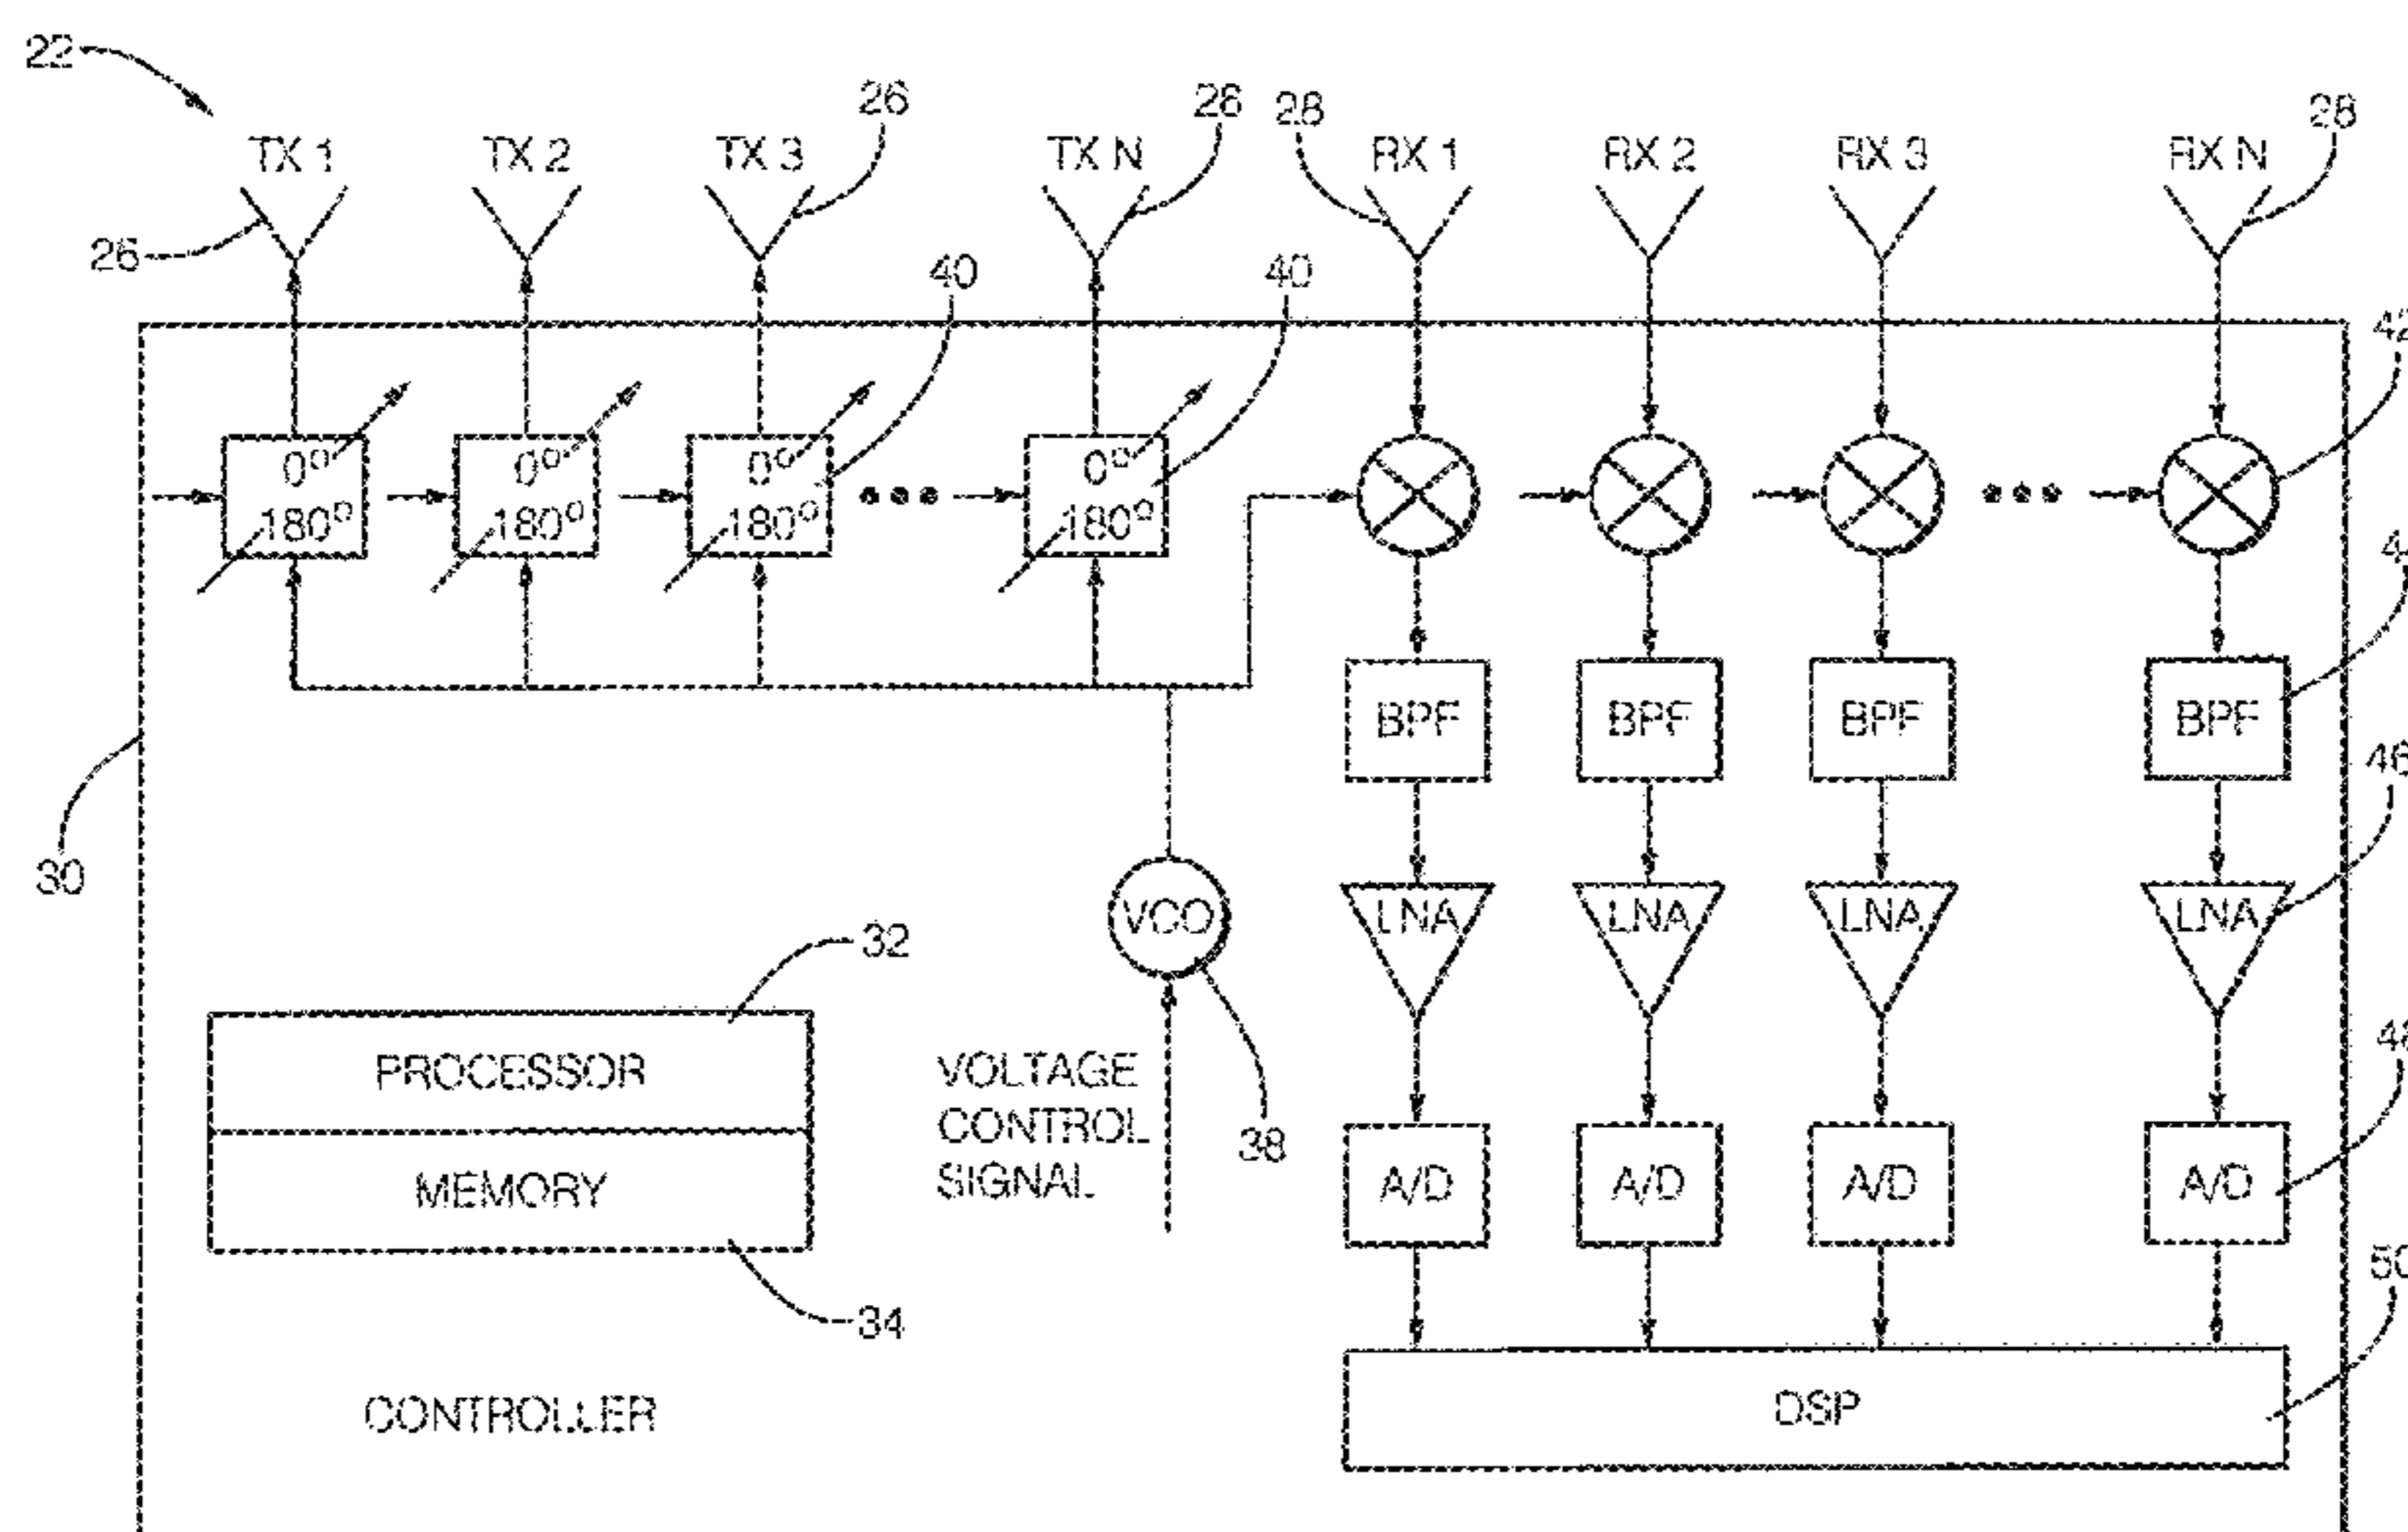 22
26 26 28 28
TX 1 TX 2 TX 3 TX N RX 1 RX 2 RX 3 RX N
26 28
40 40
0° 0° 0° 0°
180° 180° 180° 180°
BPF BPF BPF BPF
46
30
VCO
LNA LNA LNA LNA
32
PROCESSOR
MEMORY
34
VOLTAGE
CONTROL
SIGNAL
38
A/D A/D A/D A/D
DSP
CONTROLLER